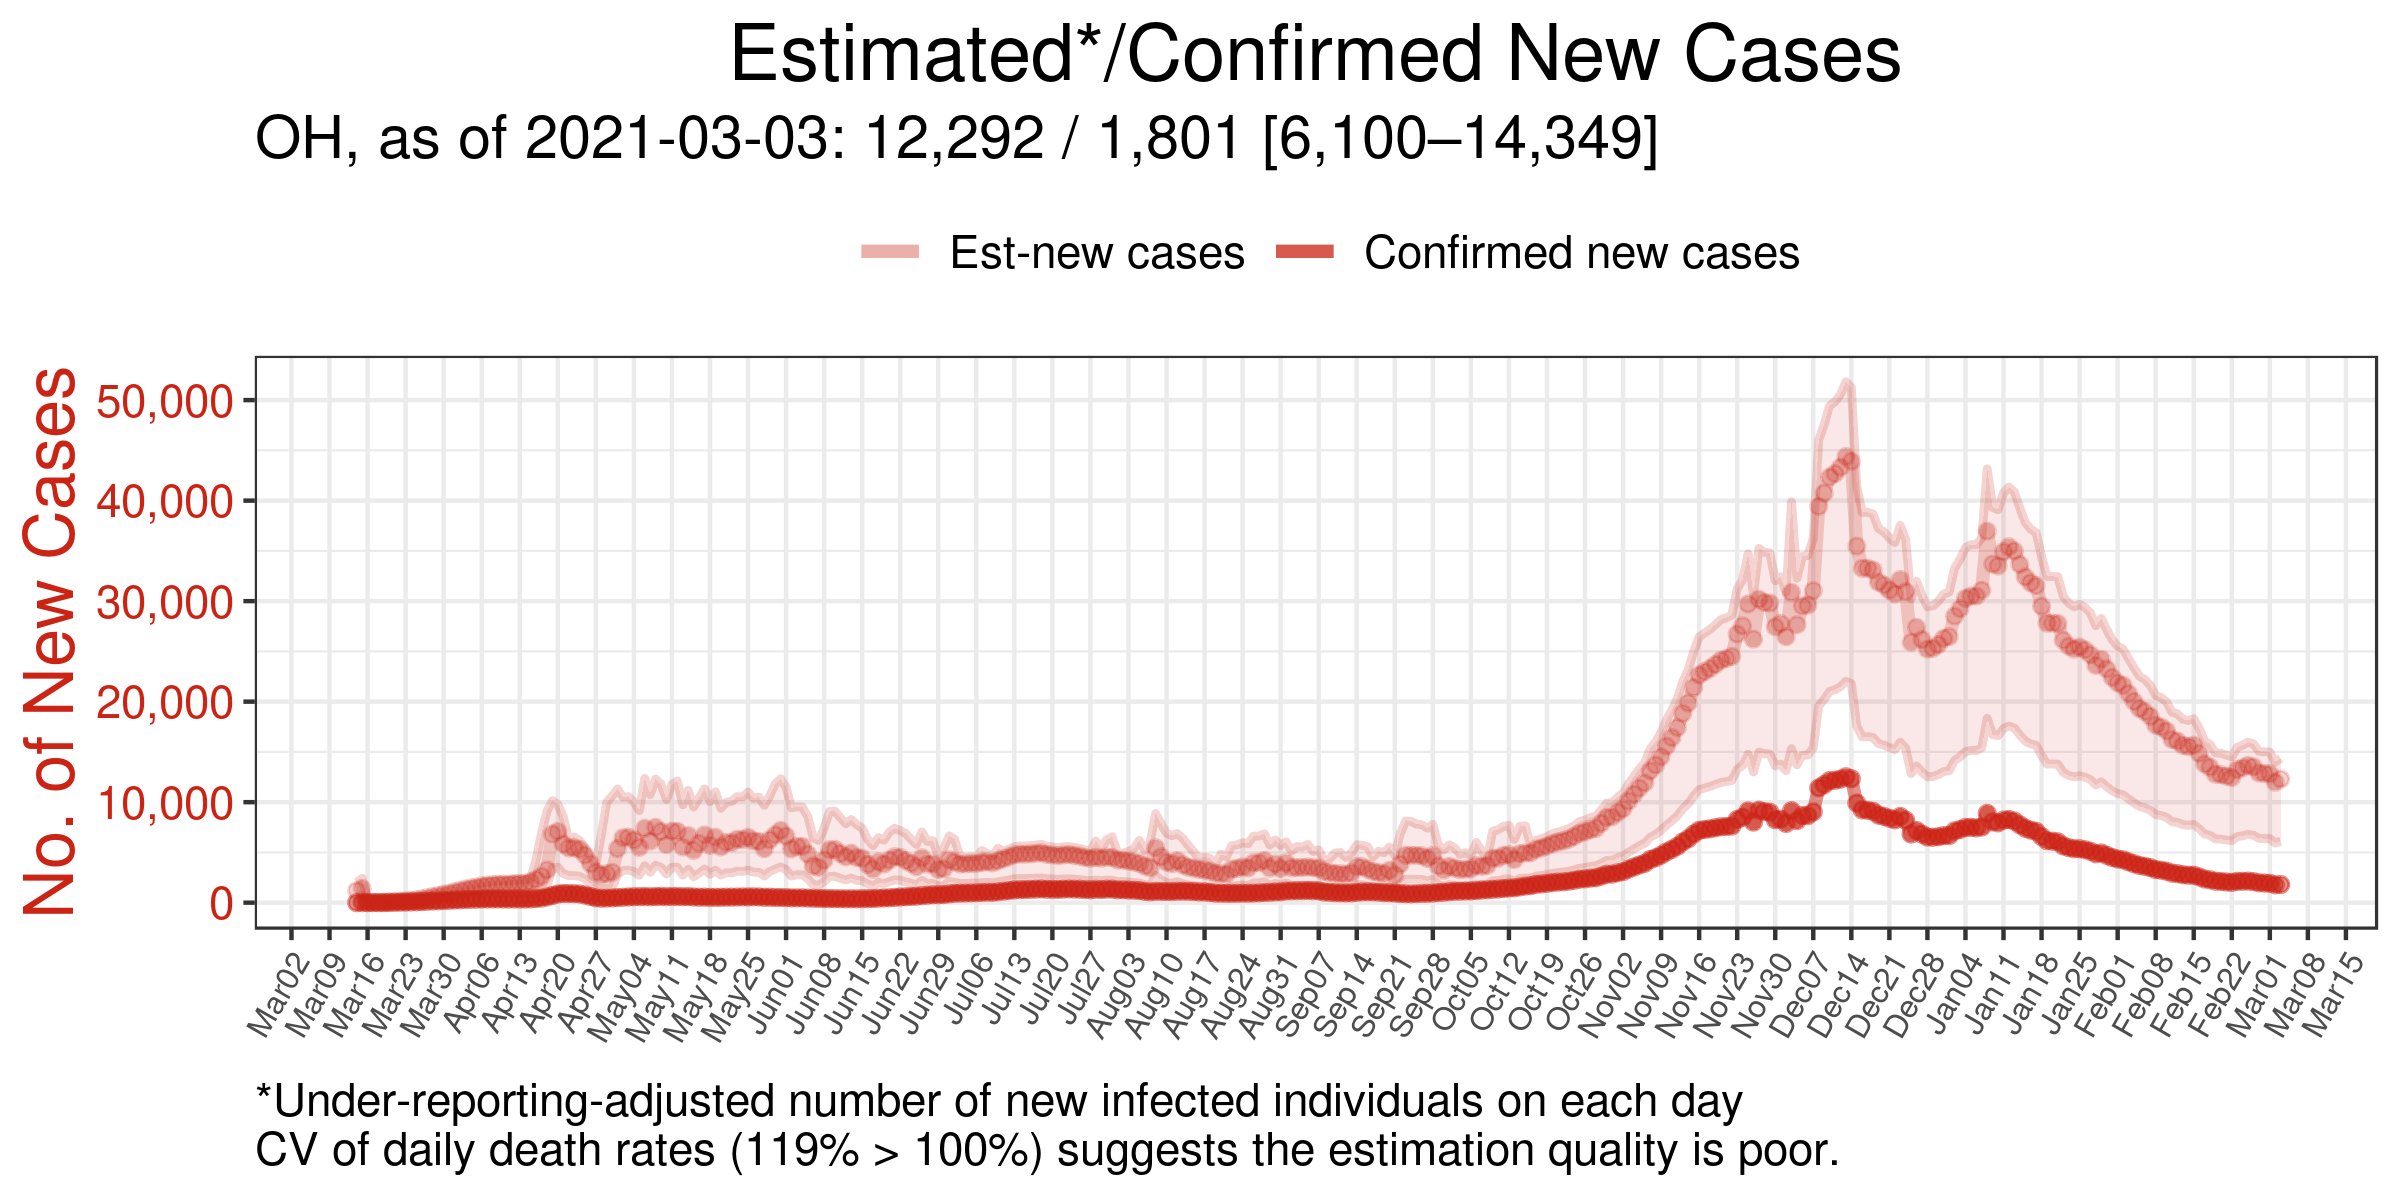 Estimated*/Confirmed New Cases
OH, as of 2021-03-03: 12,292 / 1,801 [6,100–14,349]
Est-new cases
Confirmed new cases
No. of New Cases
50,000
40,000
30,000
20,000
10,000
0
Mar02
Mar09
Mar16
Mar23
Mar30
Apr06
Apr13
Apr20
Apr27
May04
May11
May18
May25
Jun01
Jun08
Jun15
Jun22
Jun29
Jul06
Jul13
Jul20
Jul27
Aug03
Aug10
Aug17
Aug24
Aug31
Sep07
Sep14
Sep21
Sep28
Oct05
Oct12
Oct19
Oct26
Nov02
Nov09
Nov16
Nov23
Nov30
Dec07
Dec14
Dec21
Dec28
Jan04
Jan11
Jan18
Jan25
Feb01
Feb08
Feb15
Feb22
Mar01
Mar08
Mar15
*Under-reporting-adjusted number of new infected individuals on each day
CV of daily death rates (119% > 100%) suggests the estimation quality is poor.